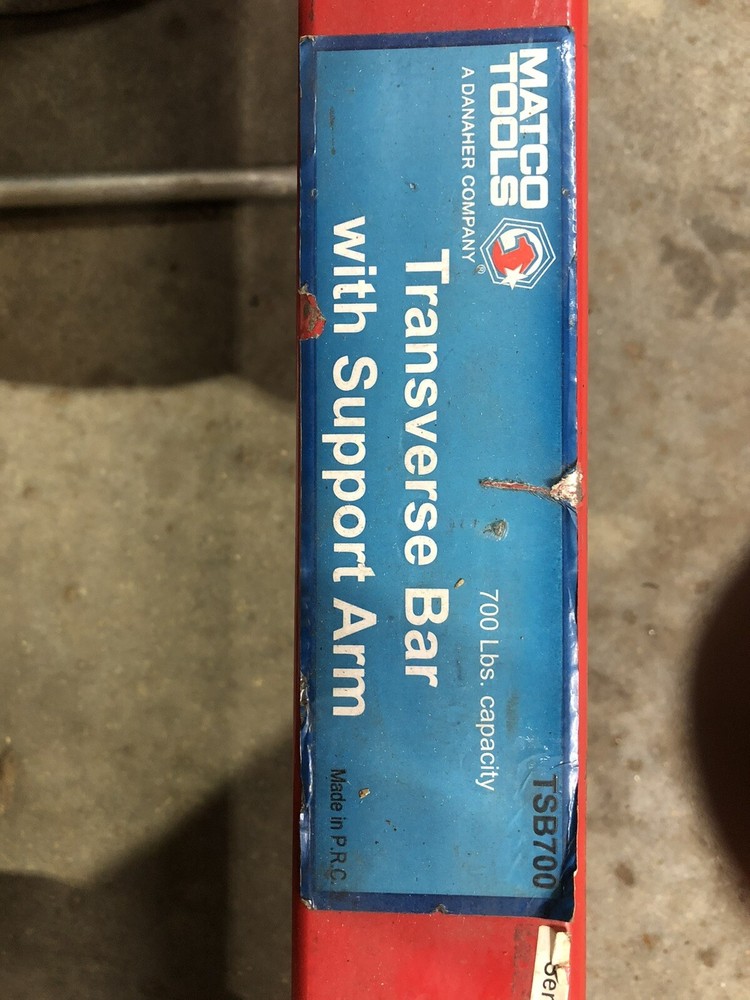 MATCO
TOOLS
A DANAHER COMPANY ®
TSB700
700 Lbs. capacity
Transverse Bar
with Support Arm
Made in P.R.C.